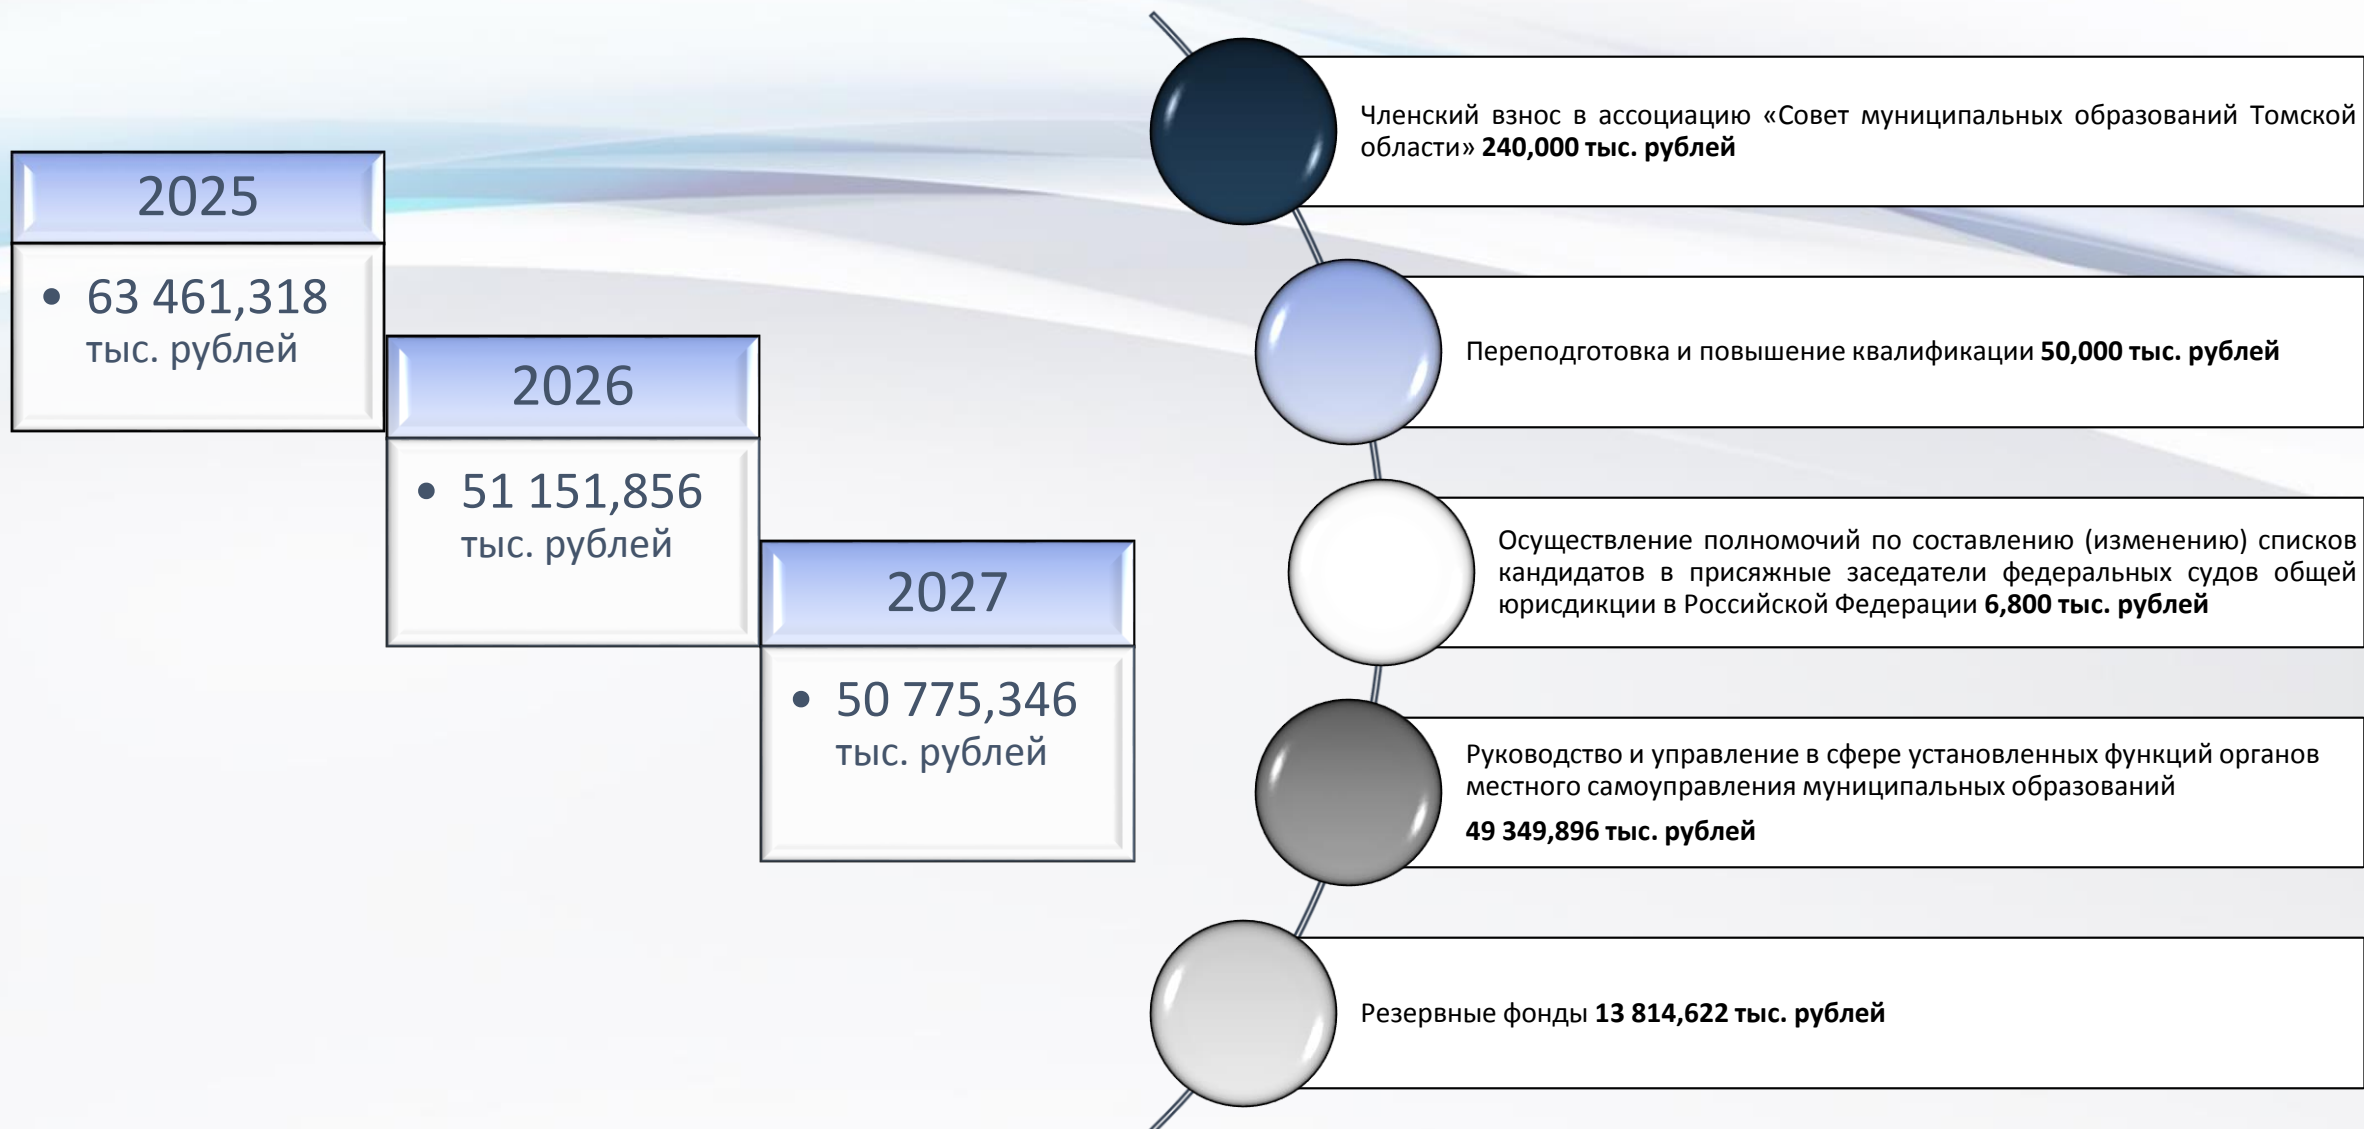 2025
• 63 461,318
тыс. рублей
2026
• 51 151,856
тыс. рублей
2027
• 50 775,346
тыс. рублей
Членский взнос в ассоциацию «Совет муниципальных образований Томской
области» 240,000 тыс. рублей
Переподготовка и повышение квалификации 50,000 тыс. рублей
Осуществление полномочий по составлению (изменению) списков
кандидатов в присяжные заседатели федеральных судов общей
юрисдикции в Российской Федерации 6,800 тыс. рублей
Руководство и управление в сфере установленных функций органов
местного самоуправления муниципальных образований
49 349,896 тыс. рублей
Резервные фонды 13 814,622 тыс. рублей